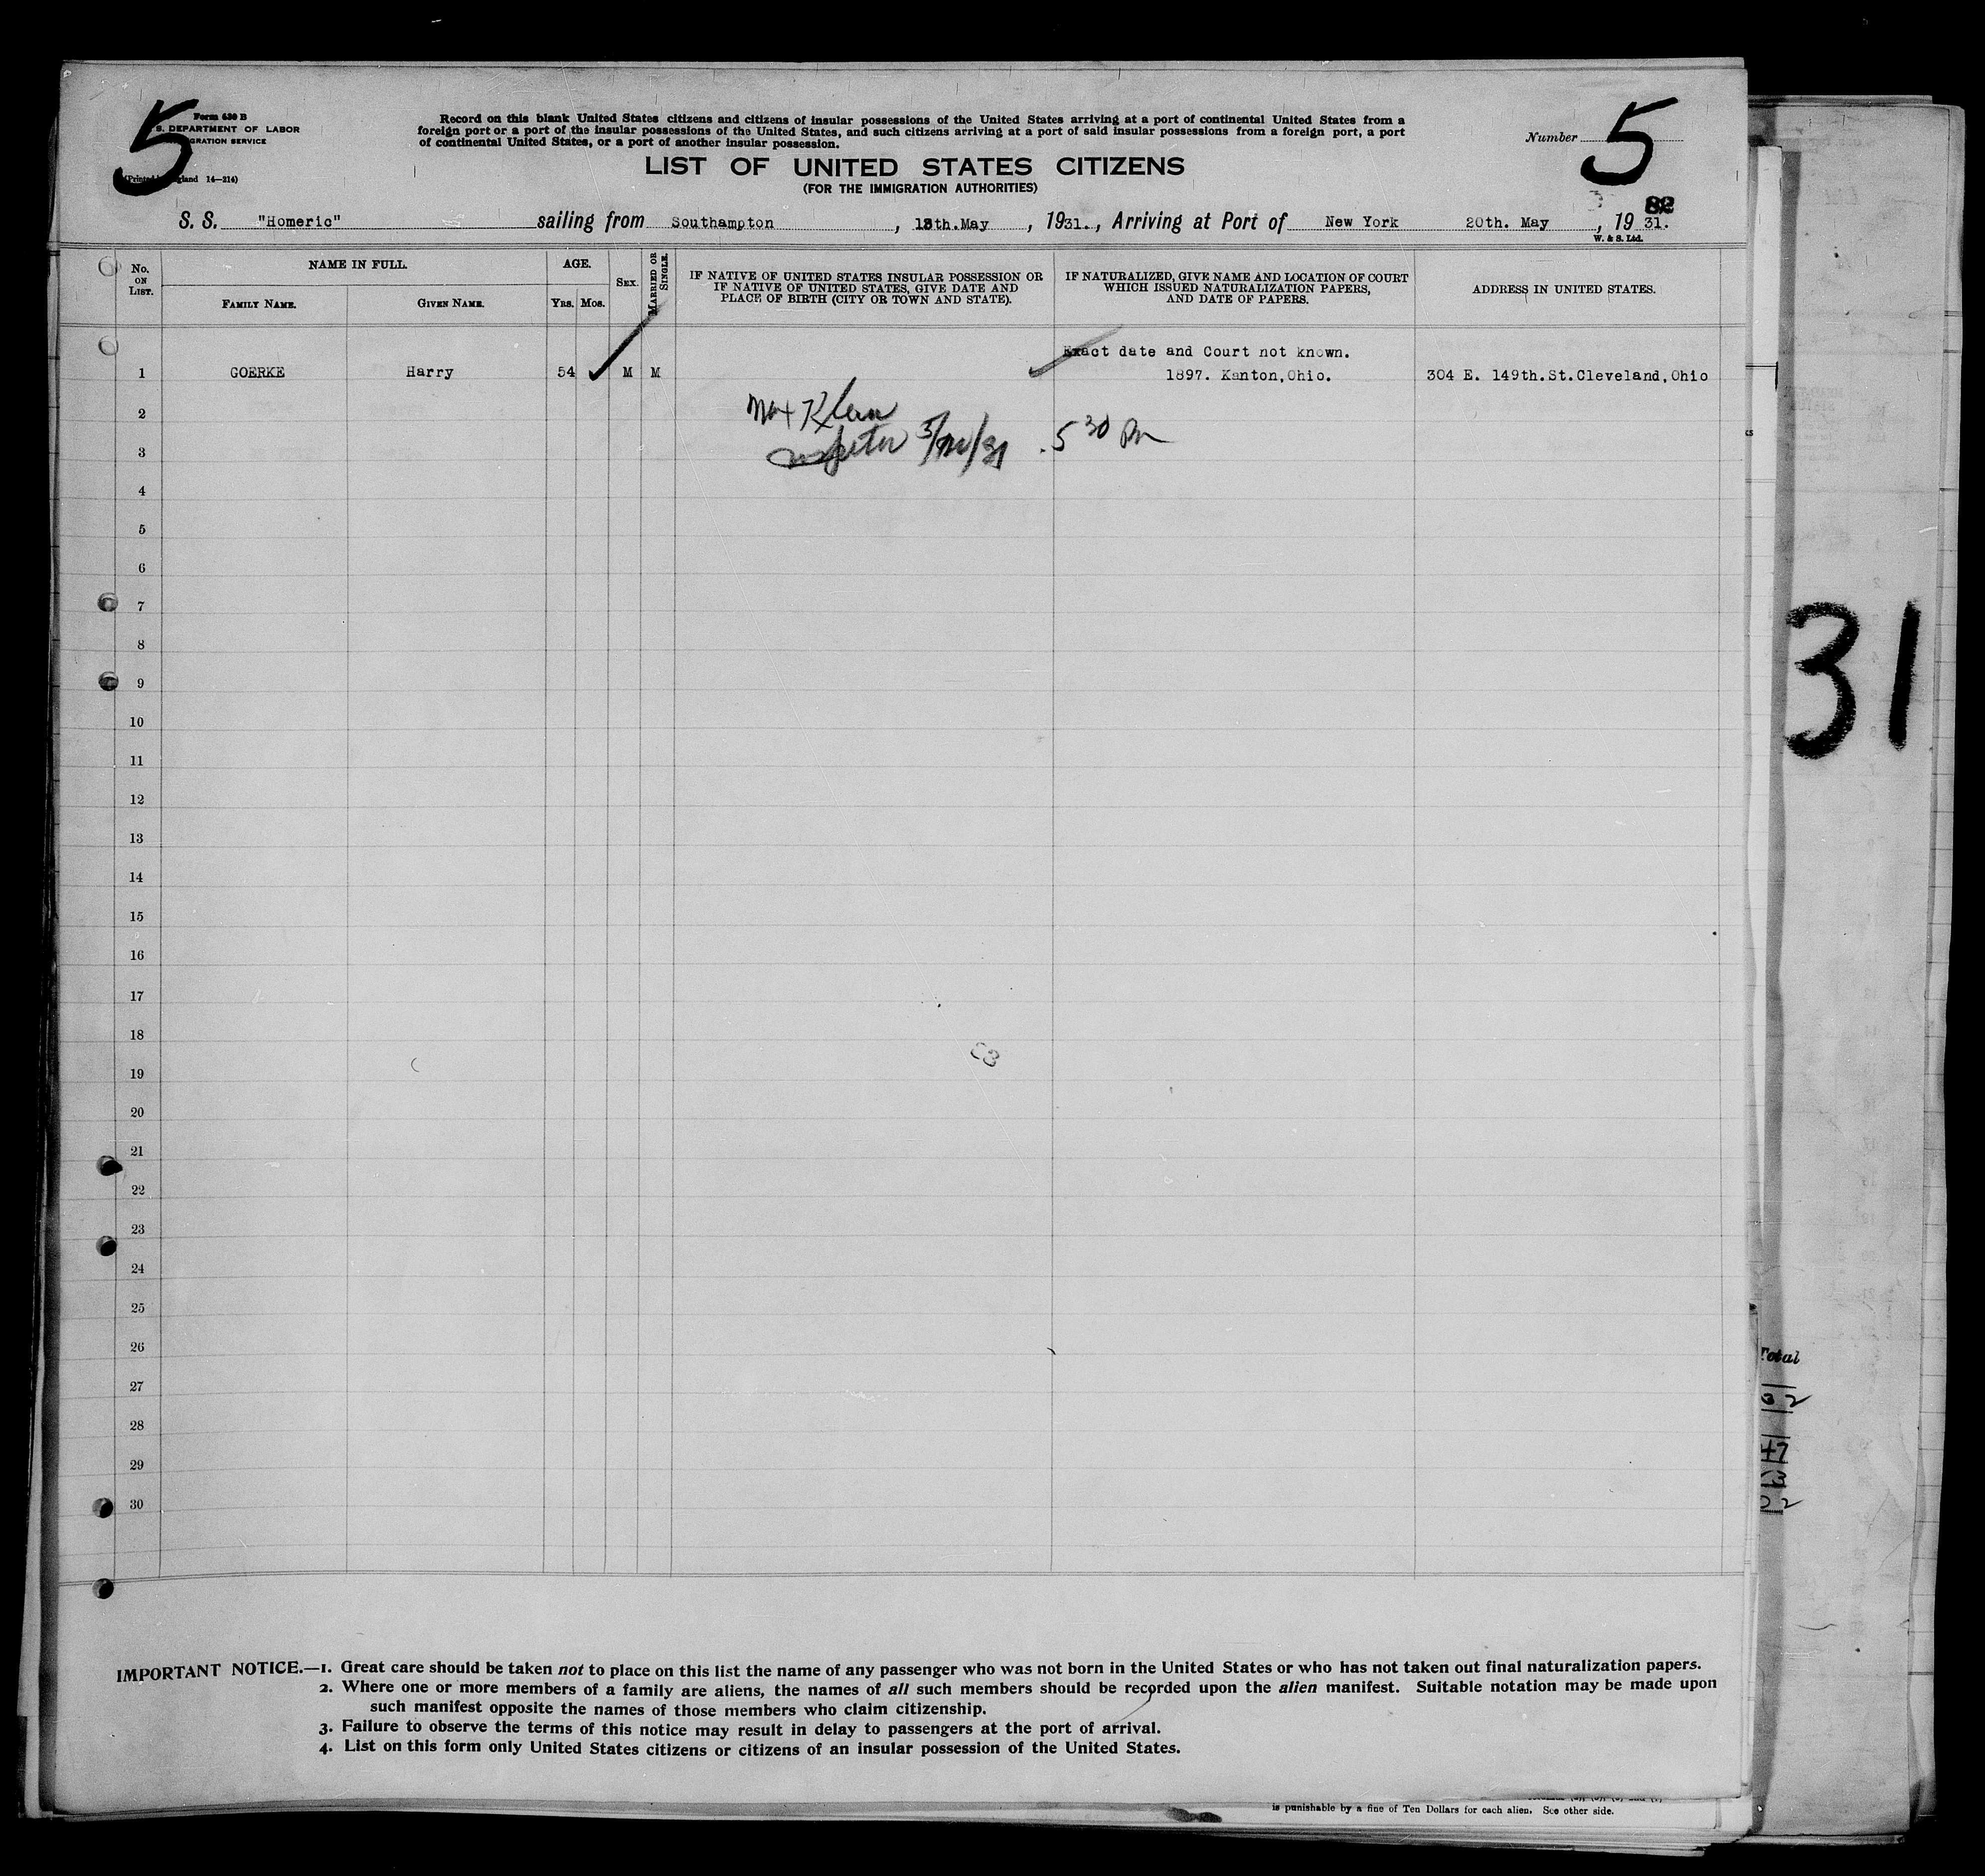 5
Form 630 B
S. DEPARTMENT OF LABOR
GRATION SERVICE
(Printed gland 14—214)
Record on this blank United States citizens and citizens of insular possessions of the United States arriving at a port of continental United States from a
foreign port or a port of the insular possessions of the United States, and such citizens arriving at a port of said insular possessions from a foreign port, a port
of continental United States, or a port of another insular possession.
Number 5
LIST OF UNITED STATES CITIZENS
(FOR THE IMMIGRATION AUTHORITIES)
82
S. S. "Homeric" sailing from Southampton, 13th.May, 1931., Arriving at Port of New York 20th. May, 1931.
W. & S. Ltd.
No. ON LIST. NAME IN FULL. AGE. SEX. MARRIED OR SINGLE. IF NATIVE OF UNITED STATES INSULAR POSSESSION OR IF NATIVE OF UNITED STATES, GIVE DATE AND PLACE OF BIRTH (CITY OR TOWN AND STATE). IF NATURALIZED, GIVE NAME AND LOCATION OF COURT WHICH ISSUED NATURALIZATION PAPERS, AND DATE OF PAPERS. ADDRESS IN UNITED STATES.
FAMILY NAME. GIVEN NAME. YRS. MOS.
Exact date and Court not known.
1 GOERKE Harry 54 M M 1897. Kanton,Ohio. 304 E. 149th.St.Cleveland,Ohio
2 Max Klein
3 Inspector 5/20/31 5 30 Pm
4
5
6
7
8
9
10
11
12
13
14
15
16
17
18
19
20
21
22
23
24
25
26
27
28
29
30
31
Total
32
47
IMPORTANT NOTICE.—1. Great care should be taken not to place on this list the name of any passenger who was not born in the United States or who has not taken out final naturalization papers.
2. Where one or more members of a family are aliens, the names of all such members should be recorded upon the alien manifest. Suitable notation may be made upon
such manifest opposite the names of those members who claim citizenship.
3. Failure to observe the terms of this notice may result in delay to passengers at the port of arrival.
4. List on this form only United States citizens or citizens of an insular possession of the United States.
is punishable by a fine of Ten Dollars for each alien. See other side.